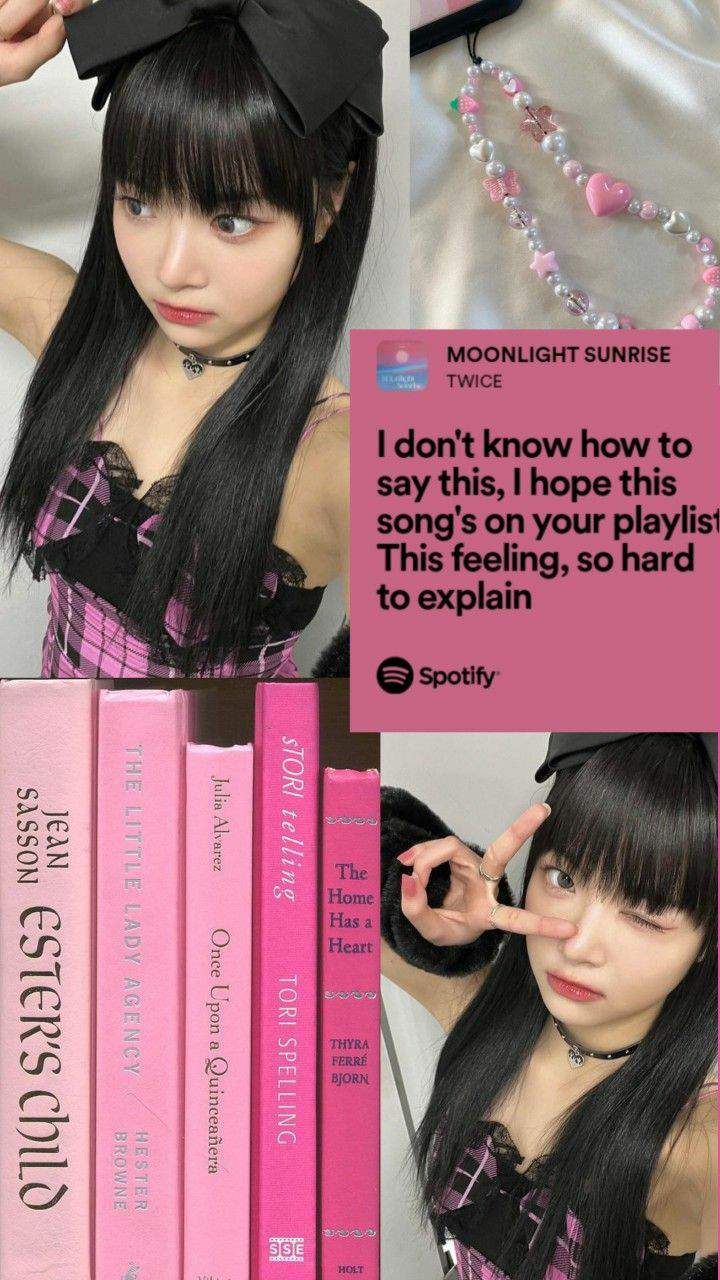 MOONLIGHT SUNRISE
TWICE
I don't know how to
say this, I hope this
song's on your playlist
This feeling, so hard
to explain
Spotify
JEAN
SASSON
ESTER'S CHILD
THE LITTLE LADY AGENCY
HESTER
BROWNE
Julia Alvarez
Once Upon a Quinceañera
sTORI telling
TORI SPELLING
SSE
The
Home
Has a
Heart
THYRA
FERRÉ
BJORN
HOLT